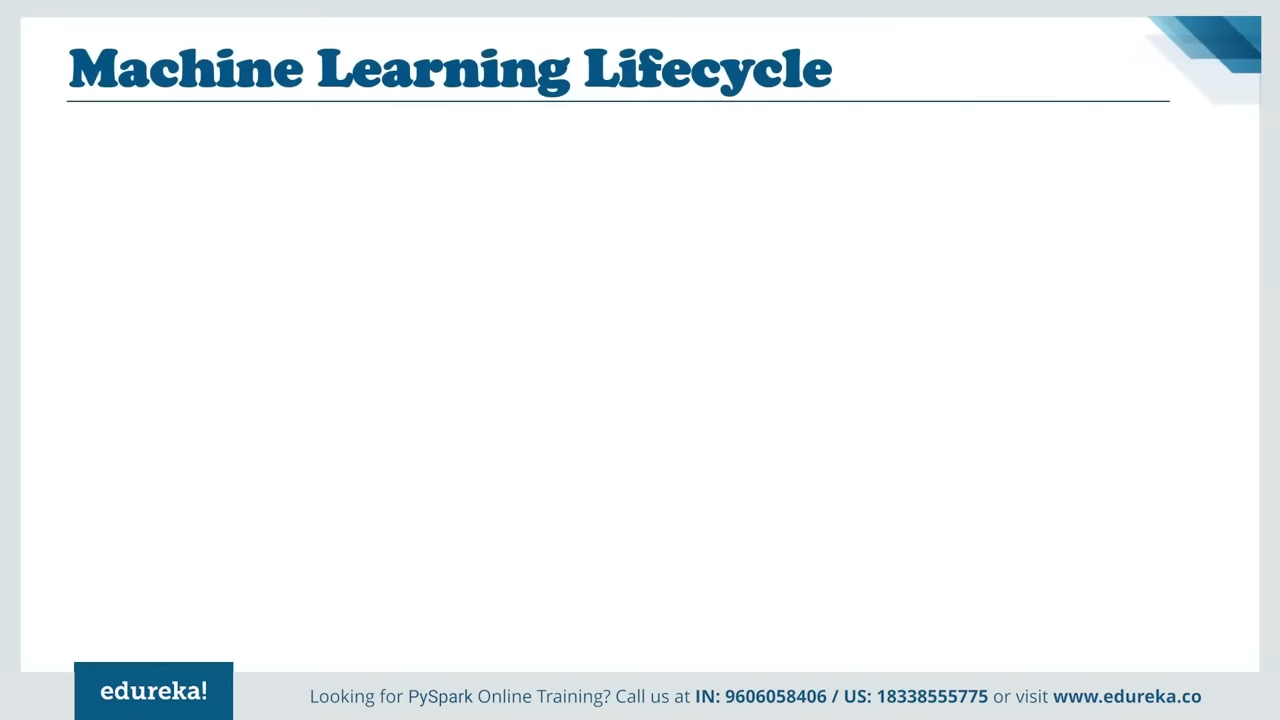 Machine Learning Lifecycle
edureka!
Looking for PySpark Online Training? Call us at IN: 9606058406 / US: 18338555775 or visit www.edureka.co